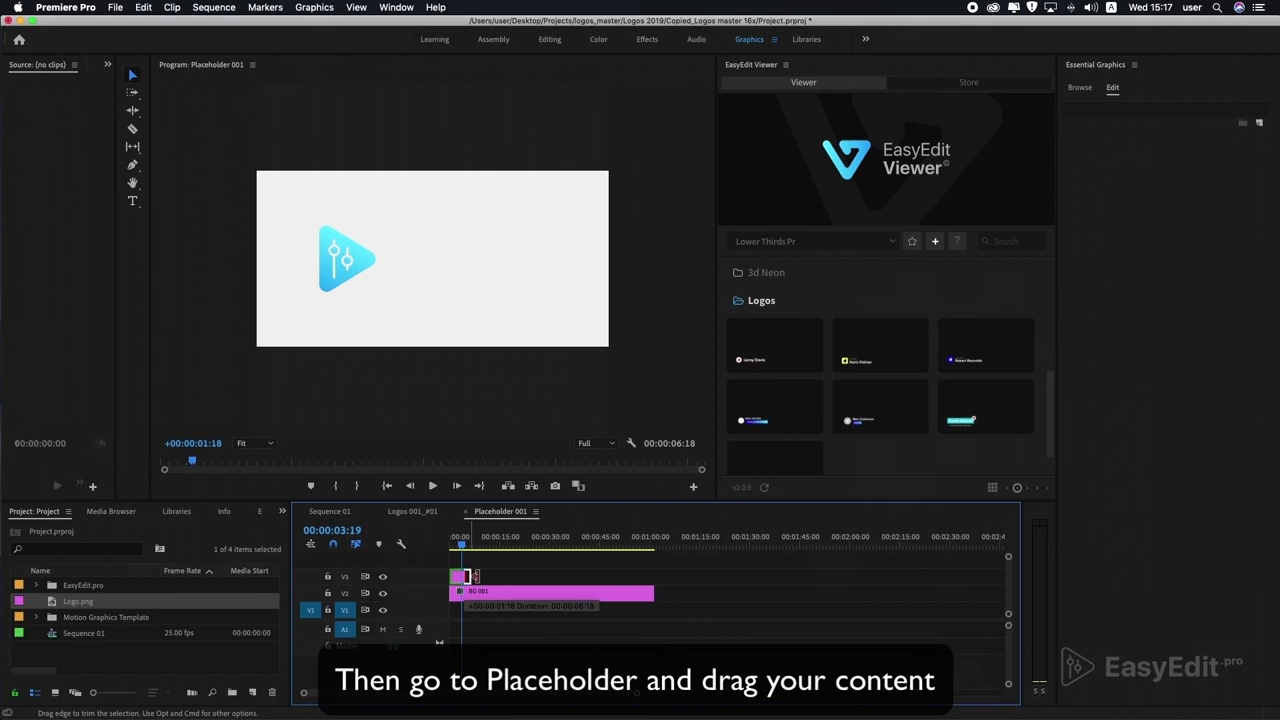 Premiere Pro File Edit Clip Sequence Markers Graphics View Window Help
A Wed 15:17 user
/Users/user/Desktop/Projects/logos_master/Logos 2019/Copied_Logos master 16x/Project.prproj *
Learning Assembly Editing Color Effects Audio Graphics Libraries
Source: (no clips)
Program: Placeholder 001
EasyEdit Viewer
Essential Graphics
Viewer Store
Browse Edit
EasyEdit
Viewer©
Lower Thirds Pr
Search
3d Neon
Logos
00:00:00:00
+00:00:01:18
Fit
Full
00:00:06:18
v2.0.9
Project: Project Media Browser Libraries Info E
Sequence 01 Logos 001_#01 Placeholder 001
Project.prproj
00:00:03:19
:00:00 00:00:15:00 00:00:30:00 00:00:45:00 00:01:00:00 00:01:15:00 00:01:30:00 00:01:45:00 00:02:00:00 00:02:15:00 00:02:30:00 00:02:4
1 of 4 items selected
Name Frame Rate Media Start
EasyEdit.pro
Logo.png
Motion Graphics Template
Sequence 01 25.00 fps 00:00:00:00
V3
V2 BG 001
V1 V1
+00:00:01:18 Duration: 00:00:06:18
A1 M S
Master
S S
Then go to Placeholder and drag your content
EasyEdit.pro
Drag edge to trim the selection. Use Opt and Cmd for other options.